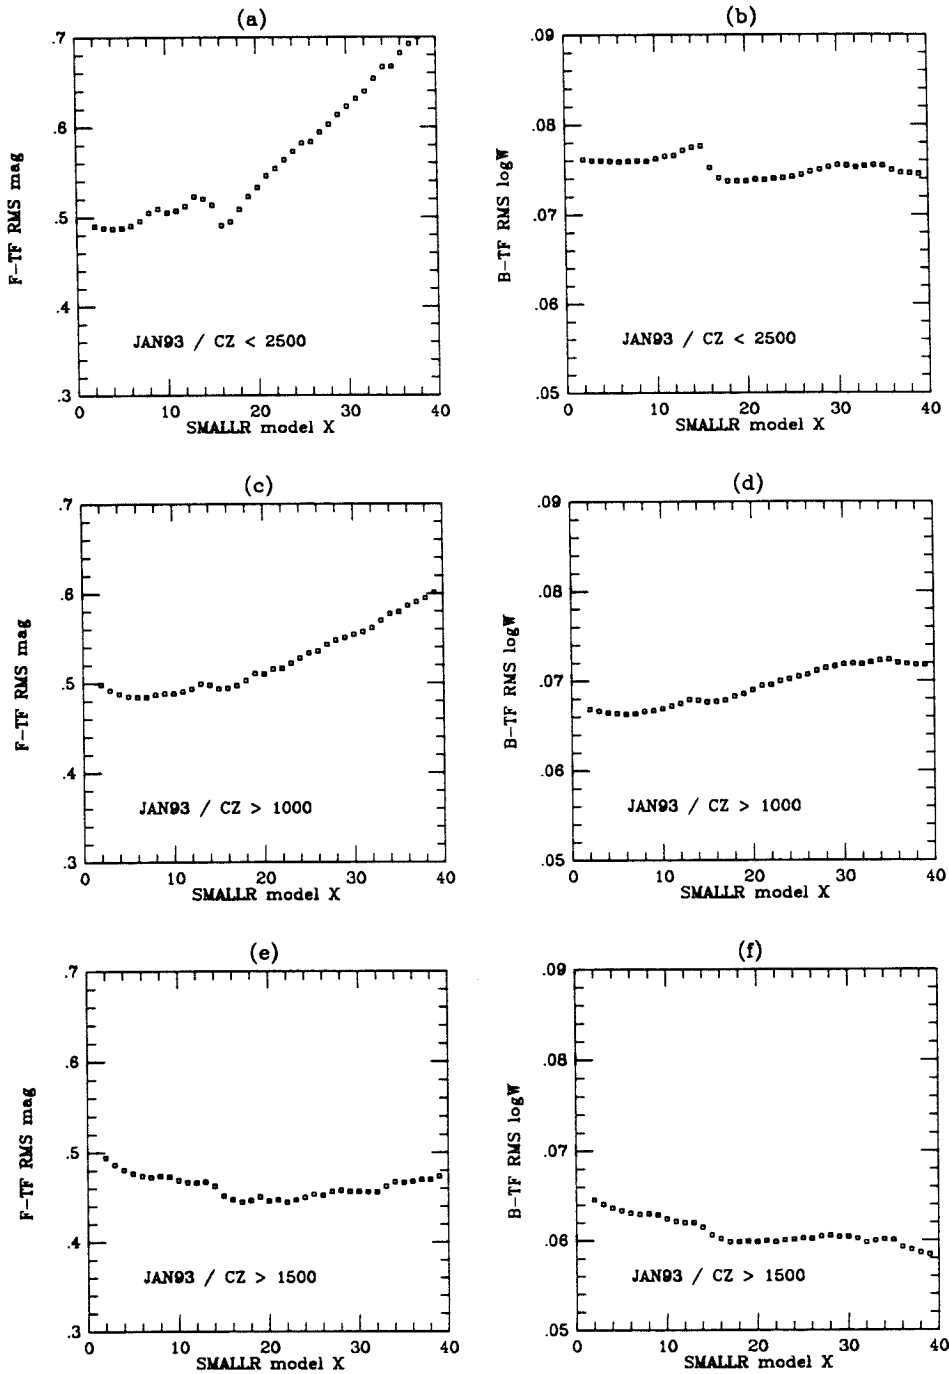 (a)
.7
.6
.5
.4
.3
F-TF RMS mag
JAN93 / CZ < 2500
0 10 20 30 40
SMALLR model X
(b)
.09
.08
.07
.06
.05
B-TF RMS logW
JAN93 / CZ < 2500
0 10 20 30 40
SMALLR model X
(c)
.7
.6
.5
.4
.3
F-TF RMS mag
JAN93 / CZ > 1000
0 10 20 30 40
SMALLR model X
(d)
.09
.08
.07
.06
.05
B-TF RMS logW
JAN93 / CZ > 1000
0 10 20 30 40
SMALLR model X
(e)
.7
.6
.5
.4
.3
F-TF RMS mag
JAN93 / CZ > 1500
0 10 20 30 40
SMALLR model X
(f)
.09
.08
.07
.06
.05
B-TF RMS logW
JAN93 / CZ > 1500
0 10 20 30 40
SMALLR model X